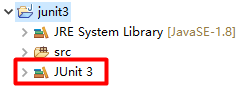 junit3
JRE System Library [JavaSE-1.8]
src
JUnit 3